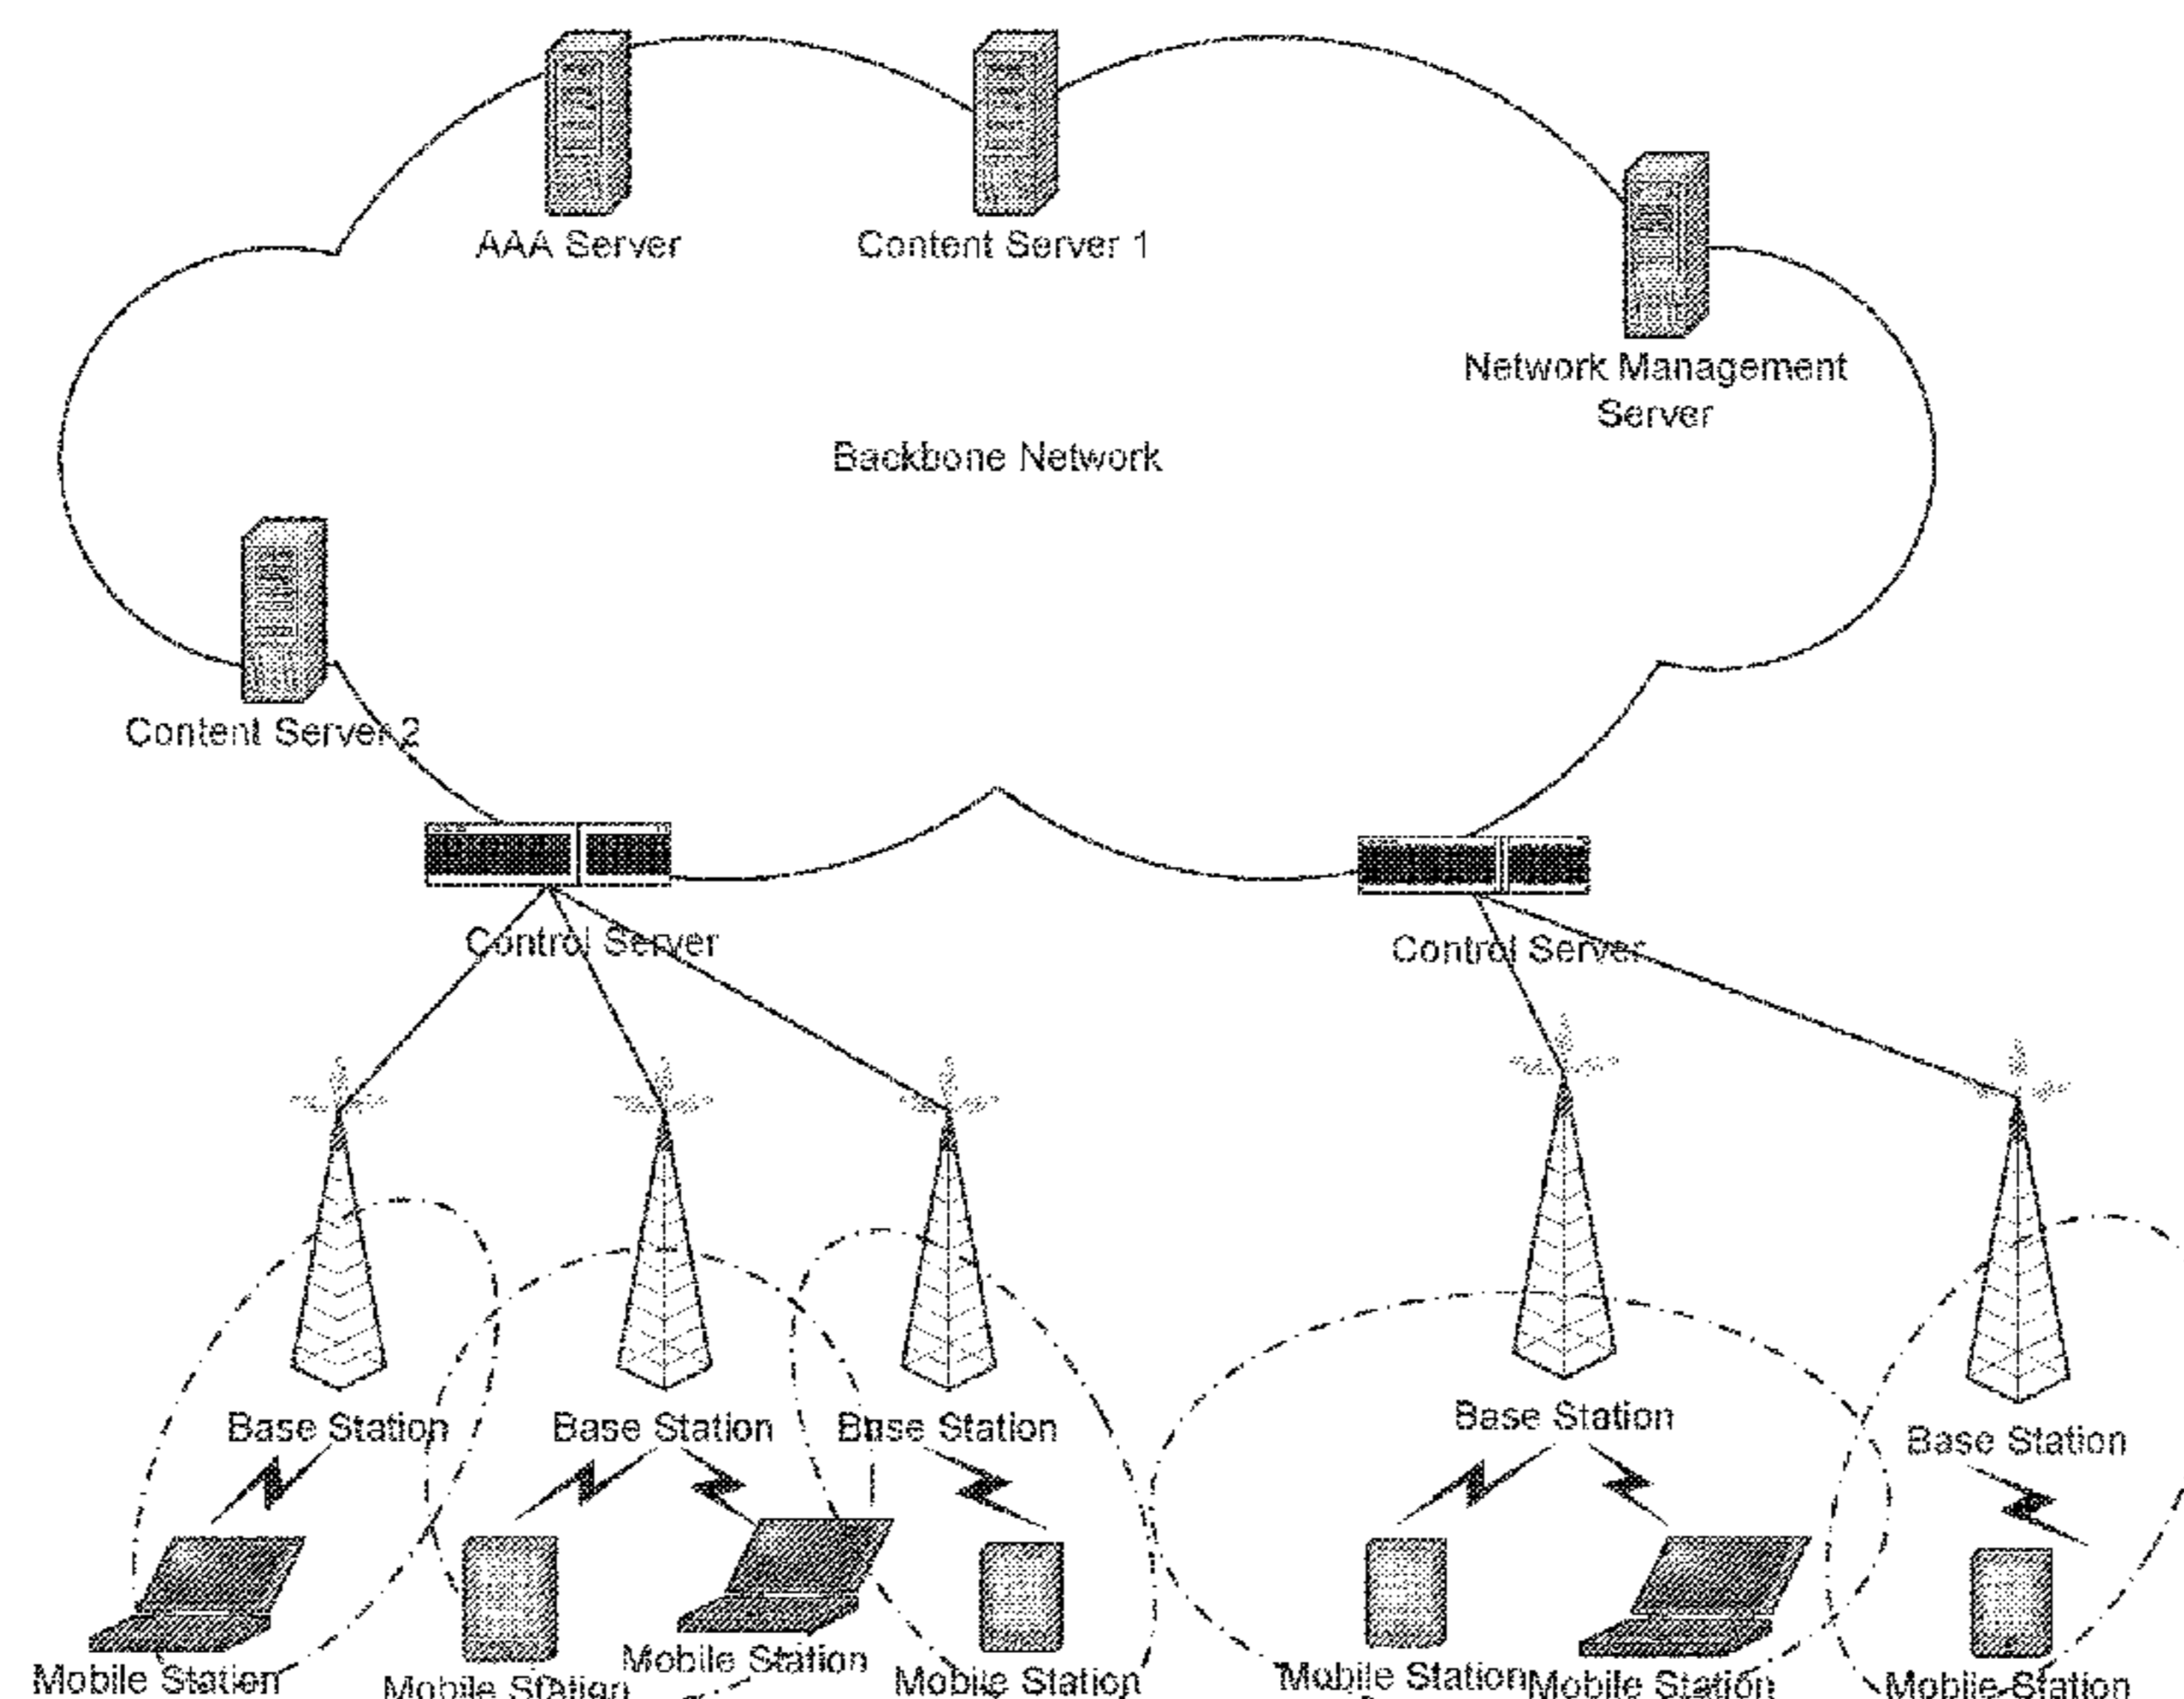 AAA Server
Content Server 1
Network Management
Server
Backbone Network
Content Server 2
Control Server
Control Server
Base Station
Base Station
Base Station
Base Station
Base Station
Mobile Station
Mobile Station
Mobile Station
Mobile Station
Mobile Station
Mobile Station
Mobile Station